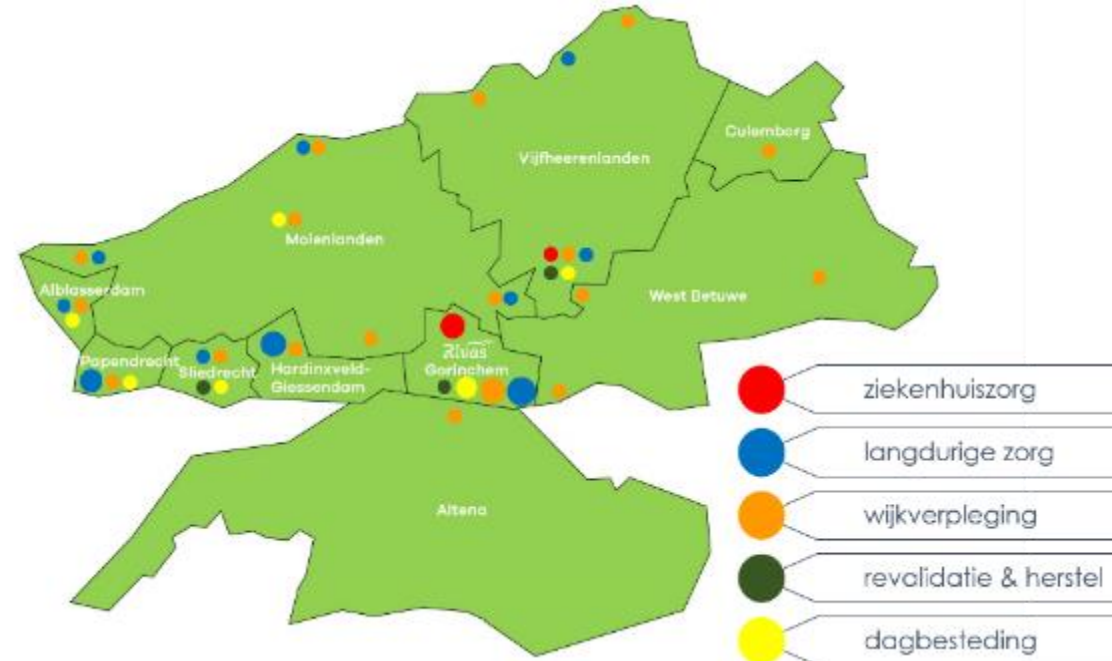 Culemborg
Vijfheerenlanden
Molenlanden
Alblasserdam
West Betuwe
Papendrecht
Sliedrecht
Hardinxveld-
Giessendam
Rivas
Gorinchem
Altena
ziekenhuiszorg
langdurige zorg
wijkverpleging
revalidatie & herstel
dagbesteding